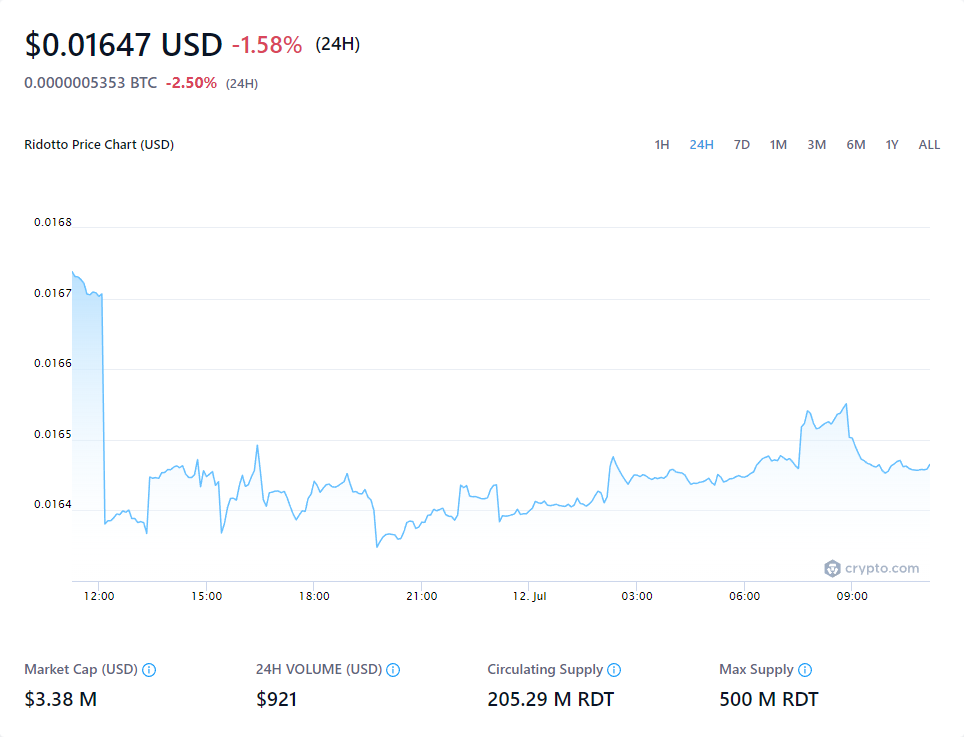 $0.01647 USD -1.58% (24H)
0.0000005353 BTC -2.50% (24H)
Ridotto Price Chart (USD) 1H 24H 7D 1M 3M 6M 1Y ALL
0.0168
0.0167
0.0166
0.0165
0.0164
crypto.com
12:00 15:00 18:00 21:00 12. Jul 03:00 06:00 09:00
Market Cap (USD) 24H VOLUME (USD) Circulating Supply Max Supply
$3.38 M $921 205.29 M RDT 500 M RDT